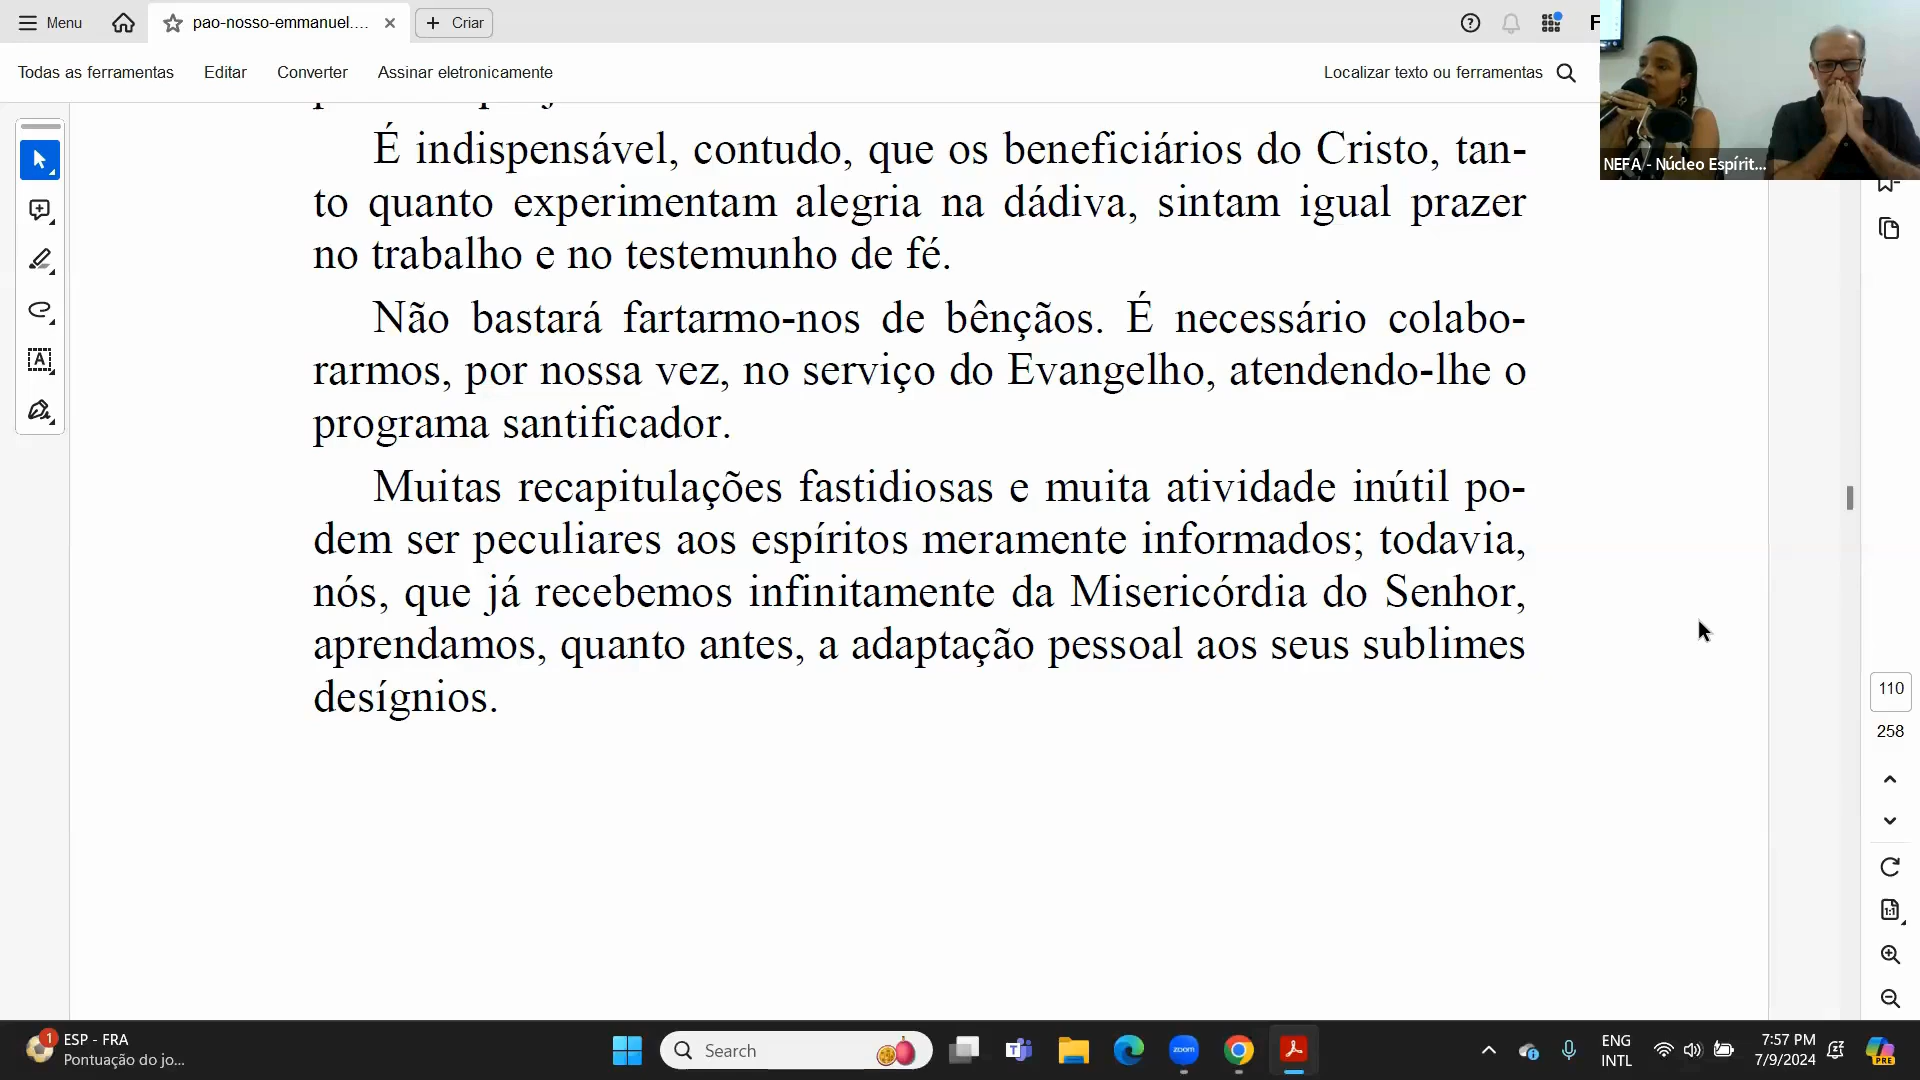 Menu
pao-nosso-emmanuel....
Criar
Todas as ferramentas
Editar
Converter
Assinar eletronicamente
Localizar texto ou ferramentas
NEFA - Núcleo Espírit...
É indispensável, contudo, que os beneficiários do Cristo, tan-
to quanto experimentam alegria na dádiva, sintam igual prazer
no trabalho e no testemunho de fé.
Não bastará fartarmo-nos de bênçãos. É necessário colabo-
rarmos, por nossa vez, no serviço do Evangelho, atendendo-lhe o
programa santificador.
Muitas recapitulações fastidiosas e muita atividade inútil po-
dem ser peculiares aos espíritos meramente informados; todavia,
nós, que já recebemos infinitamente da Misericórdia do Senhor,
aprendamos, quanto antes, a adaptação pessoal aos seus sublimes
desígnios.
110
258
1
ESP - FRA
Pontuação do jo...
Search
zoom
ENG
INTL
7:57 PM
7/9/2024
PRE